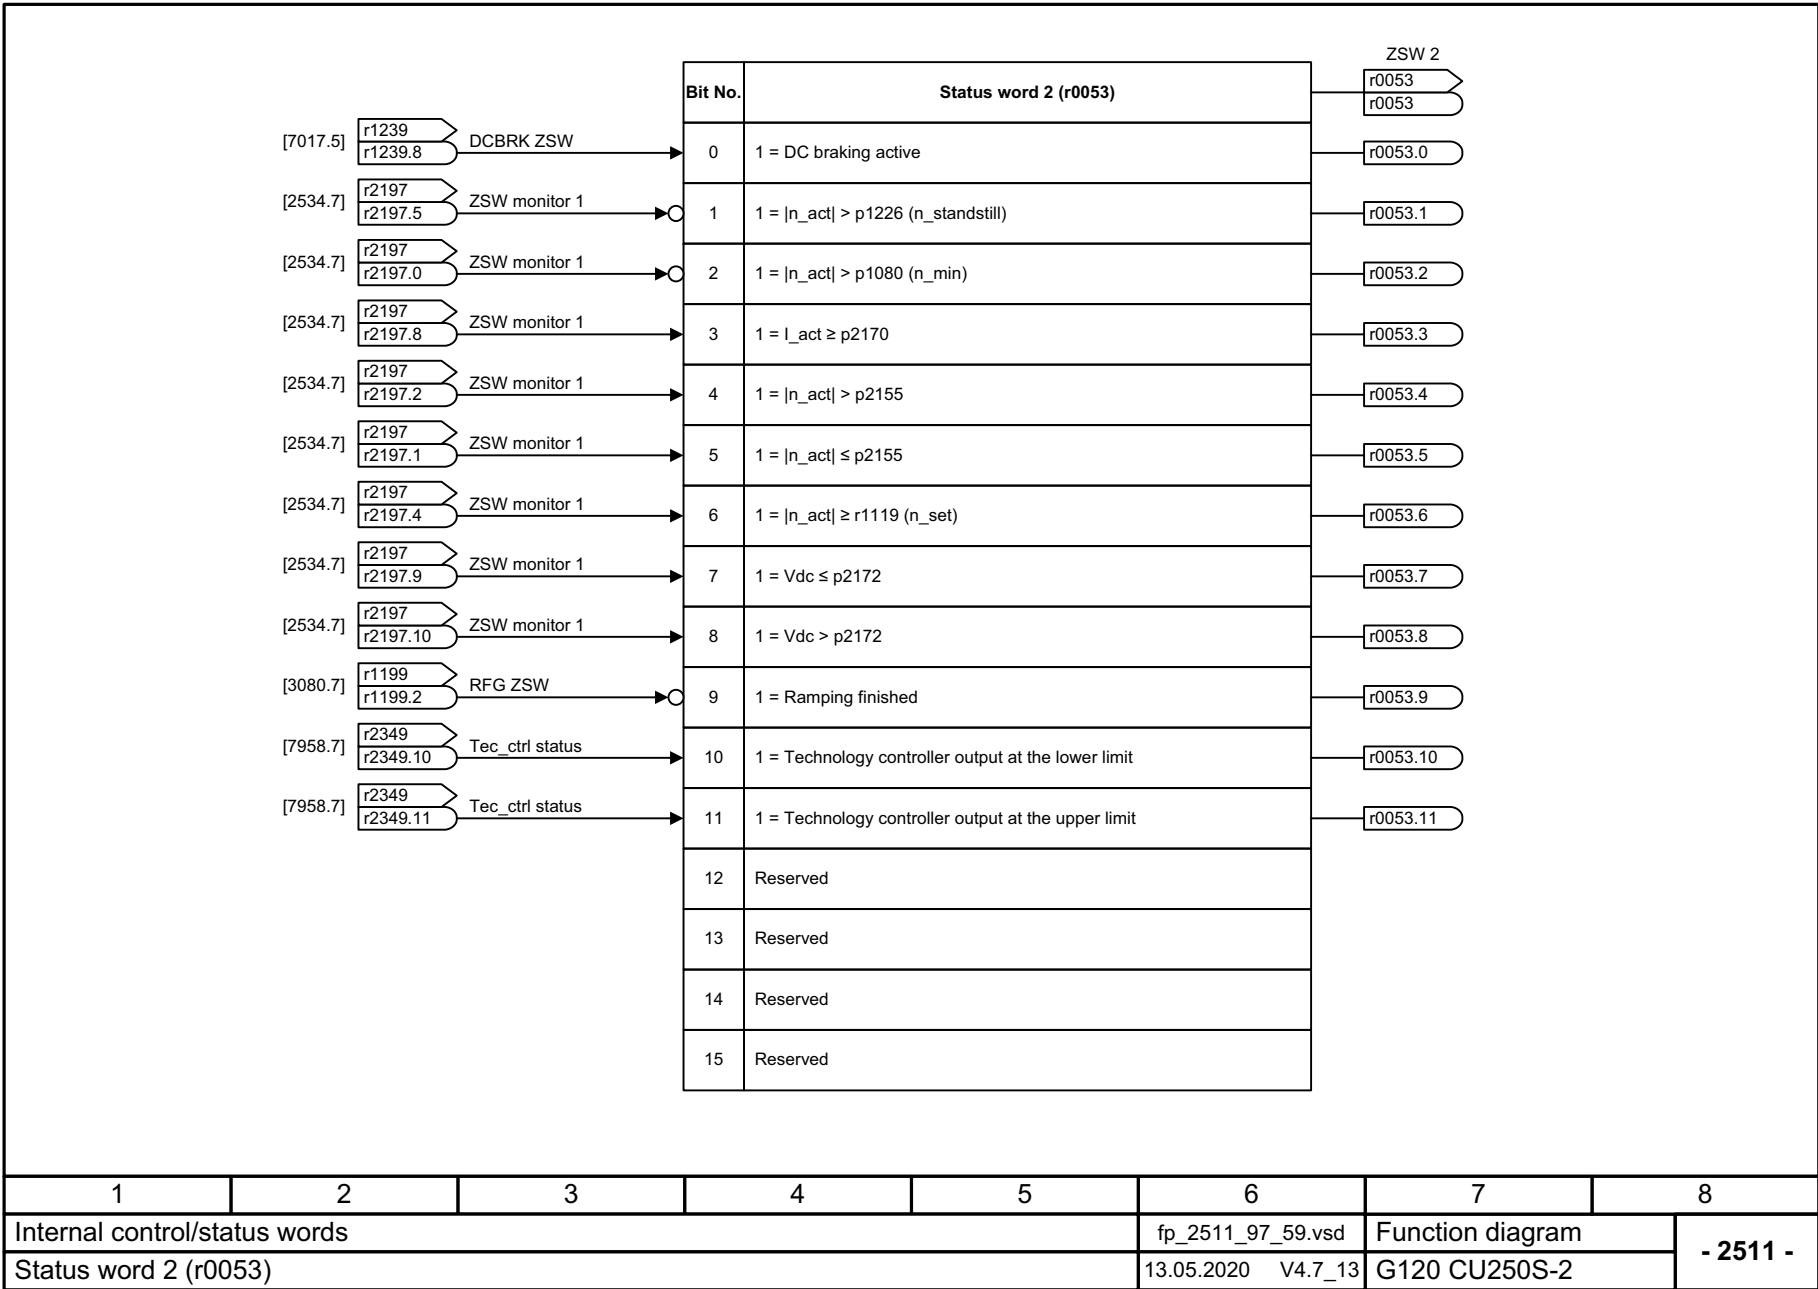 ZSW 2
Bit No. Status word 2 (r0053) r0053
r0053
[7017.5] r1239
r1239.8 DCBRK ZSW 0 1 = DC braking active r0053.0
[2534.7] r2197
r2197.5 ZSW monitor 1 1 1 = |n_act| > p1226 (n_standstill) r0053.1
[2534.7] r2197
r2197.0 ZSW monitor 1 2 1 = |n_act| > p1080 (n_min) r0053.2
[2534.7] r2197
r2197.8 ZSW monitor 1 3 1 = I_act ≥ p2170 r0053.3
[2534.7] r2197
r2197.2 ZSW monitor 1 4 1 = |n_act| > p2155 r0053.4
[2534.7] r2197
r2197.1 ZSW monitor 1 5 1 = |n_act| ≤ p2155 r0053.5
[2534.7] r2197
r2197.4 ZSW monitor 1 6 1 = |n_act| ≥ r1119 (n_set) r0053.6
[2534.7] r2197
r2197.9 ZSW monitor 1 7 1 = Vdc ≤ p2172 r0053.7
[2534.7] r2197
r2197.10 ZSW monitor 1 8 1 = Vdc > p2172 r0053.8
[3080.7] r1199
r1199.2 RFG ZSW 9 1 = Ramping finished r0053.9
[7958.7] r2349
r2349.10 Tec_ctrl status 10 1 = Technology controller output at the lower limit r0053.10
[7958.7] r2349
r2349.11 Tec_ctrl status 11 1 = Technology controller output at the upper limit r0053.11
12 Reserved
13 Reserved
14 Reserved
15 Reserved
1 2 3 4 5 6 7 8
Internal control/status words fp_2511_97_59.vsd Function diagram - 2511 -
Status word 2 (r0053) 13.05.2020 V4.7_13 G120 CU250S-2